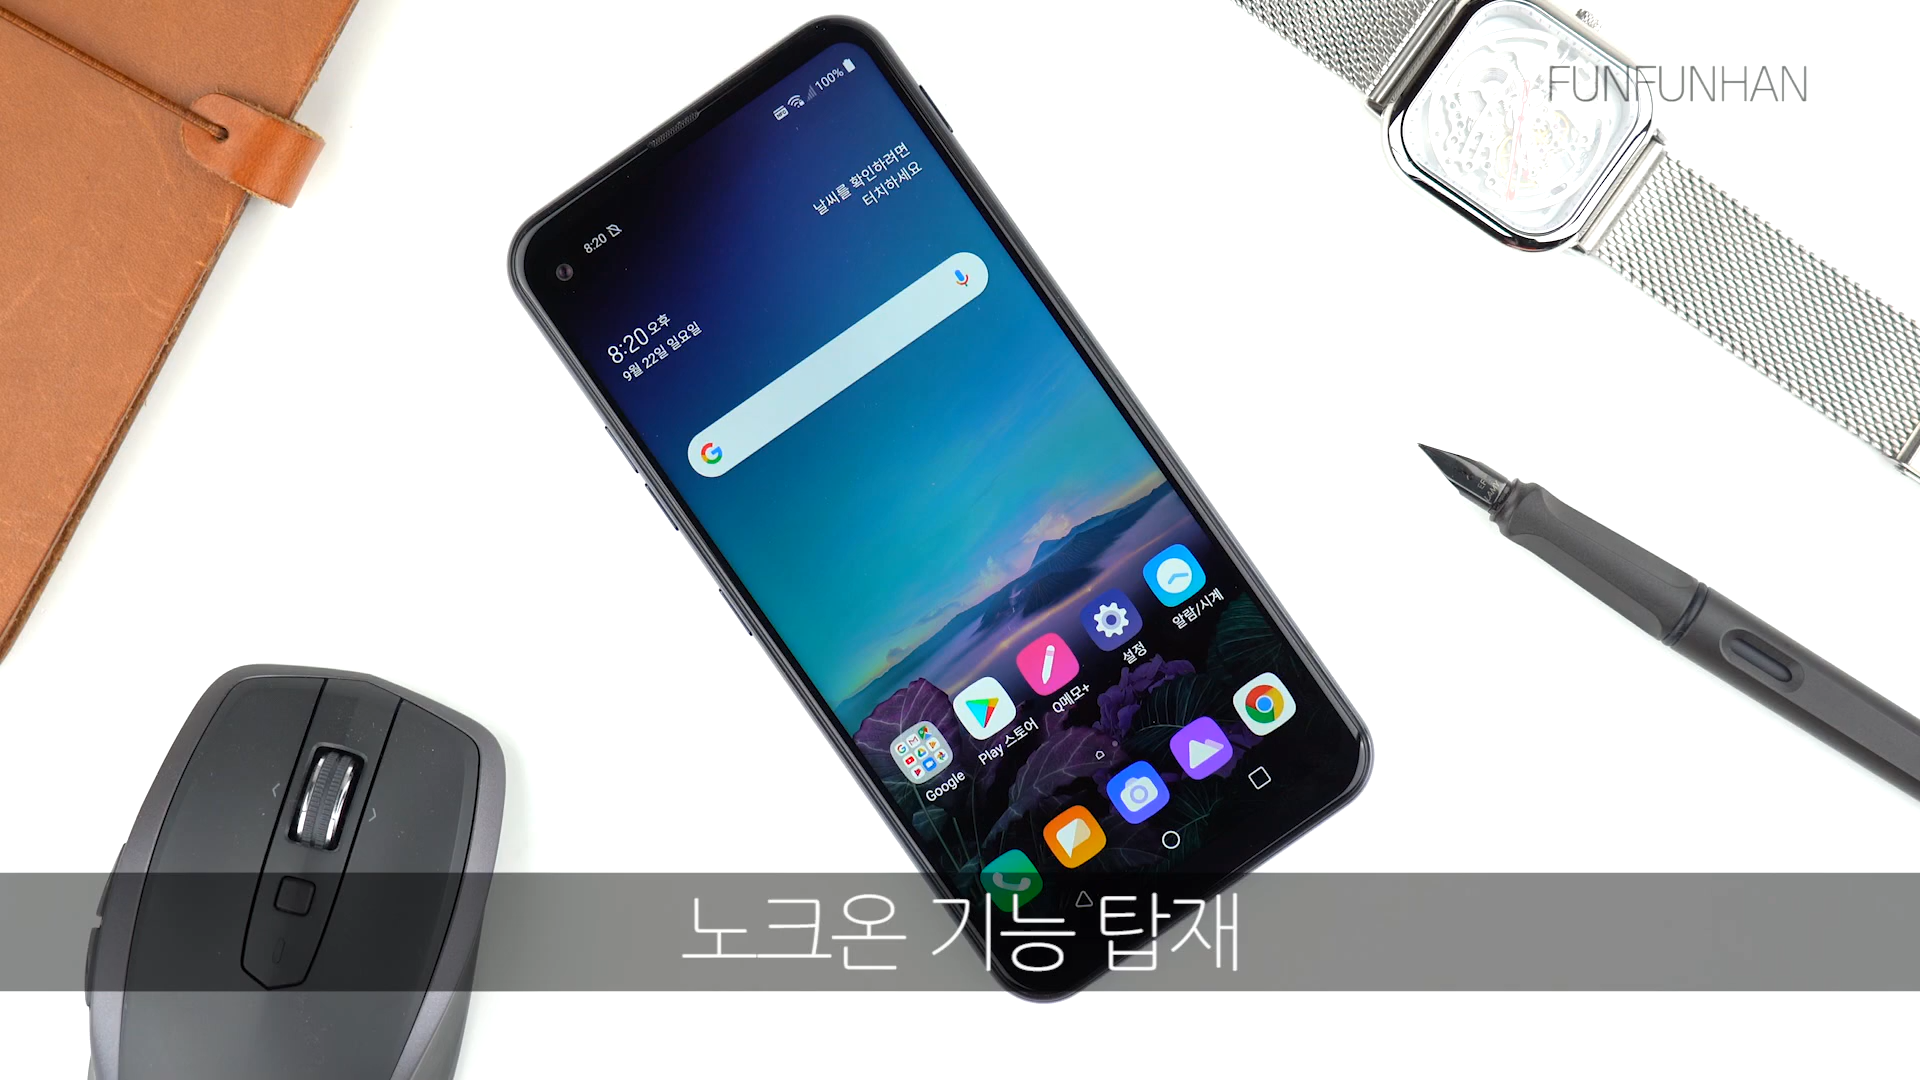 FUNFUNHAN
100%
날씨를 확인하려면
터치하세요
8:20
8:20 오후
9월 22일 일요일
알람/시계
설정
Q메모+
Play 스토어
Google
노크온 기능 탑재